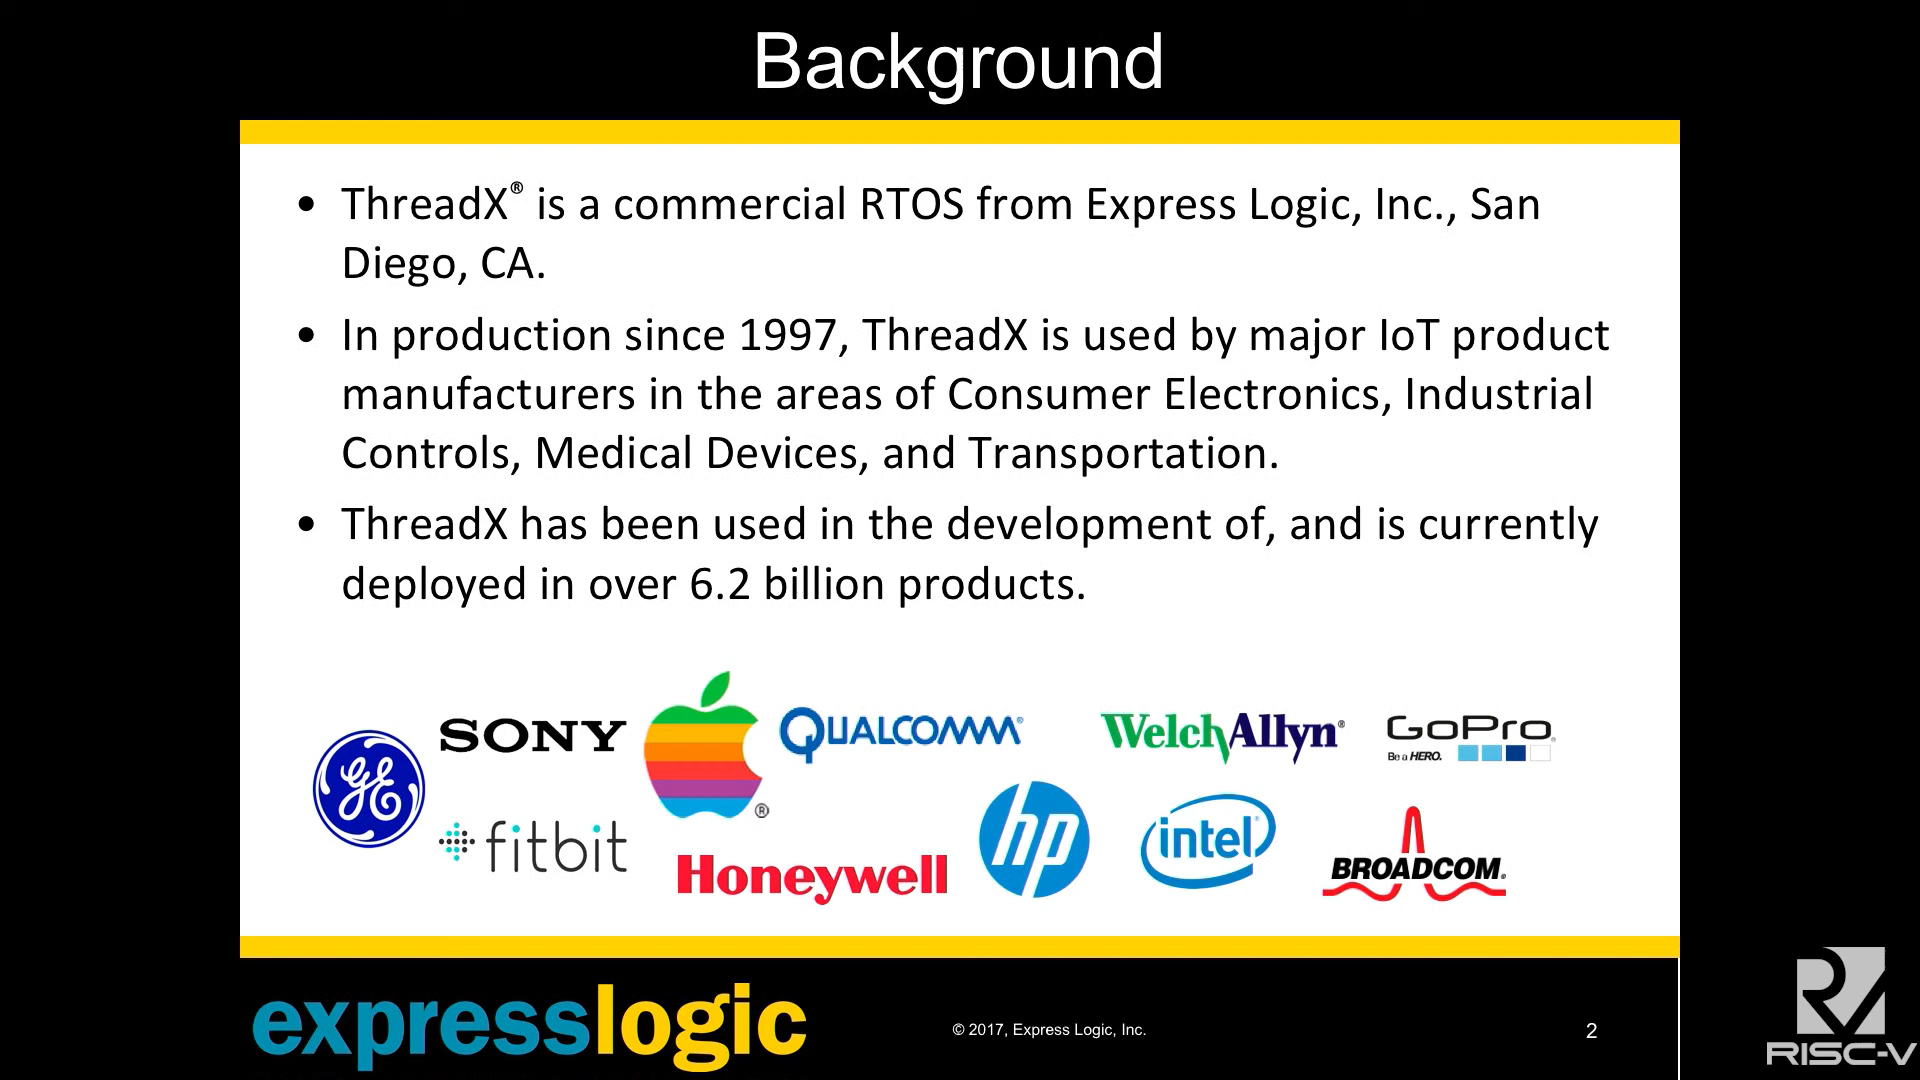 Background
• ThreadX® is a commercial RTOS from Express Logic, Inc., San
Diego, CA.
• In production since 1997, ThreadX is used by major IoT product
manufacturers in the areas of Consumer Electronics, Industrial
Controls, Medical Devices, and Transportation.
• ThreadX has been used in the development of, and is currently
deployed in over 6.2 billion products.
GE
SONY
®
QUALCOMM®
WelchAllyn®
GoPro®
Be a HERO.
fitbit
Honeywell
hp
intel®
BROADCOM®
expresslogic
© 2017, Express Logic, Inc.
2
RISC-V